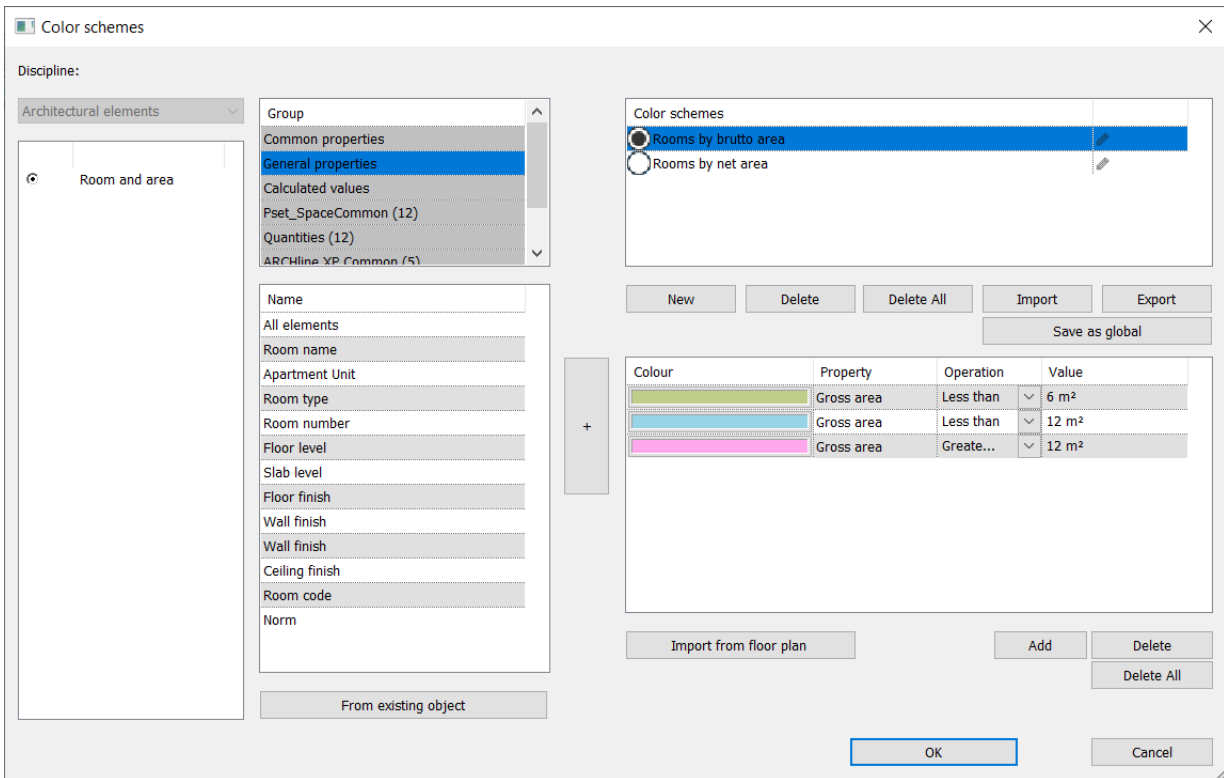 Color schemes
Discipline:
Architectural elements
Room and area
Group
Common properties
General properties
Calculated values
Pset_SpaceCommon (12)
Quantities (12)
ARCHline.XP Common (5)
Name
All elements
Room name
Apartment Unit
Room type
Room number
Floor level
Slab level
Floor finish
Wall finish
Wall finish
Ceiling finish
Room code
Norm
From existing object
+
Color schemes
Rooms by brutto area
Rooms by net area
New Delete Delete All Import Export
Save as global
Colour Property Operation Value
Gross area Less than 6 m²
Gross area Less than 12 m²
Gross area Greate... 12 m²
Import from floor plan Add Delete
Delete All
OK Cancel